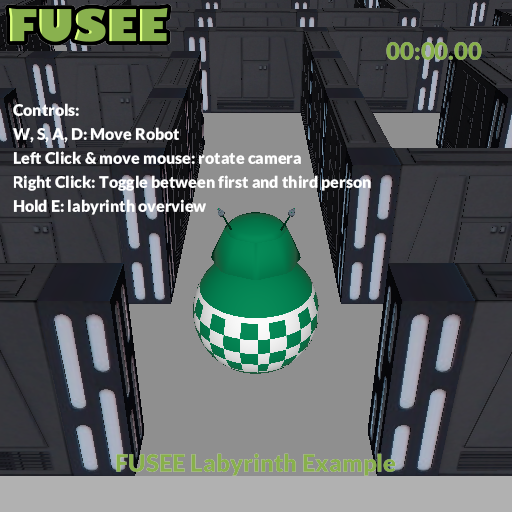 FUSEE
00:00.00
Controls:
W, S, A, D: Move Robot
Left Click & move mouse: rotate camera
Right Click: Toggle between first and third person
Hold E: labyrinth overview
FUSEE Labyrinth Example